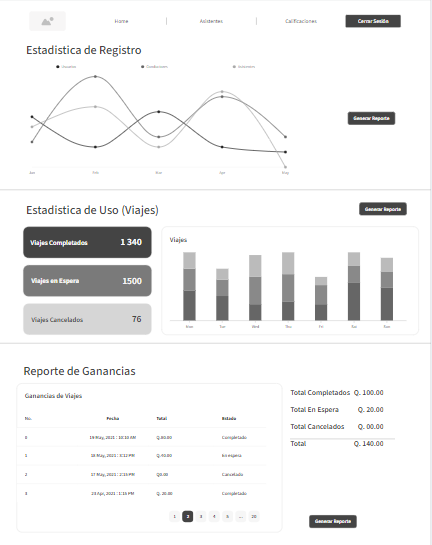 Home Asistentes Calificaciones Cerrar Sesión
Estadistica de Registro
Usuarios Conductores Asistentes
Generar Reporte
Apr Feb Mar Apr May
Estadistica de Uso (Viajes)
Generar Reporte
Viajes Completados 1 340
Viajes en Espera 1500
Viajes Cancelados 76
Viajes
Mon Tue Wed Thu Fri Sat Sun
Reporte de Ganancias
Ganancias de Viajes
No. Fecha Total Estado
19 May, 2021 : 10:10 AM Q.80.00 Completado
1 18 May, 2021 : 3:12 PM Q.40.00 En espera
2 17 May, 2021 : 2:15 PM Q0.00 Cancelado
3 23 Apr, 2021 : 1:15 PM Q. 20.00 Completado
1 2 3 4 5 ... 20
Total Completados Q. 100.00
Total En Espera Q. 20.00
Total Cancelados Q. 00.00
Total Q. 140.00
Generar Reporte